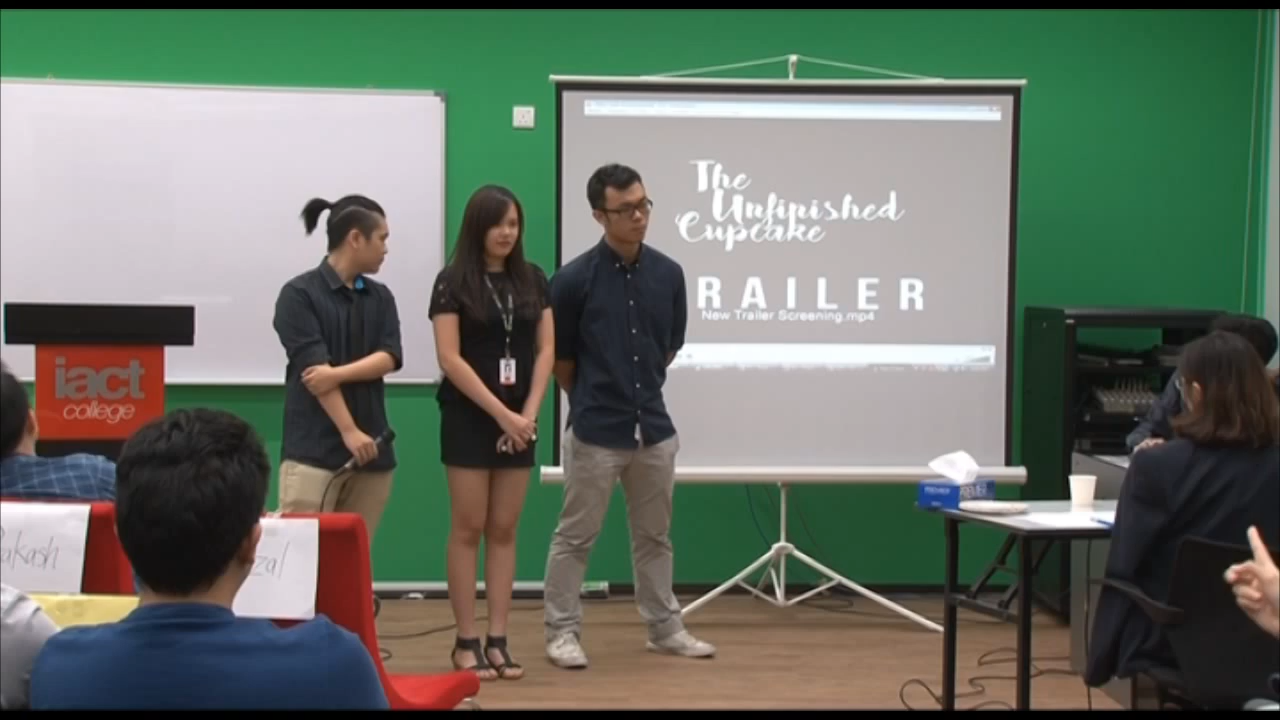 The
Unfinished
Cupcake
RAILER
New Trailer Screening.mp4
iact
college
akash
zal